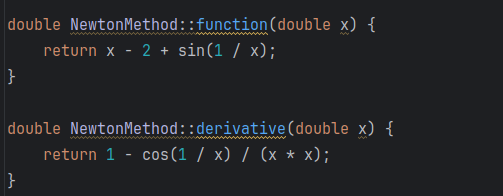 double NewtonMethod::function(double x) {
    return x - 2 + sin(1 / x);
}
double NewtonMethod::derivative(double x) {
    return 1 - cos(1 / x) / (x * x);
}